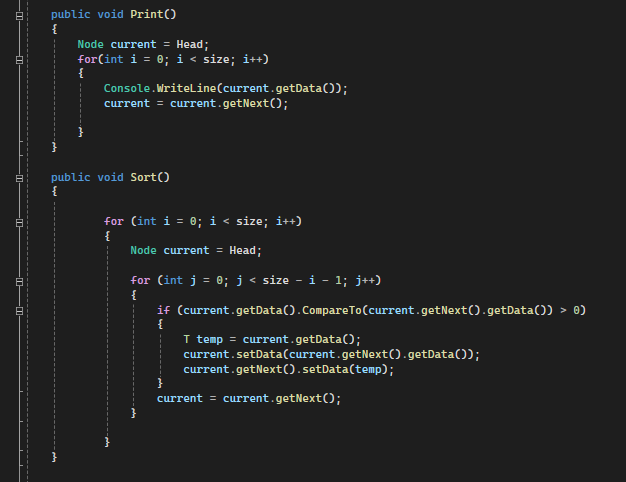 public void Print()
{
Node current = Head;
for(int i = 0; i < size; i++)
{
Console.WriteLine(current.getData());
current = current.getNext();
}
}
public void Sort()
{
for (int i = 0; i < size; i++)
{
Node current = Head;
for (int j = 0; j < size - i - 1; j++)
{
if (current.getData().CompareTo(current.getNext().getData()) > 0)
{
T temp = current.getData();
current.setData(current.getNext().getData());
current.getNext().setData(temp);
}
current = current.getNext();
}
}
}